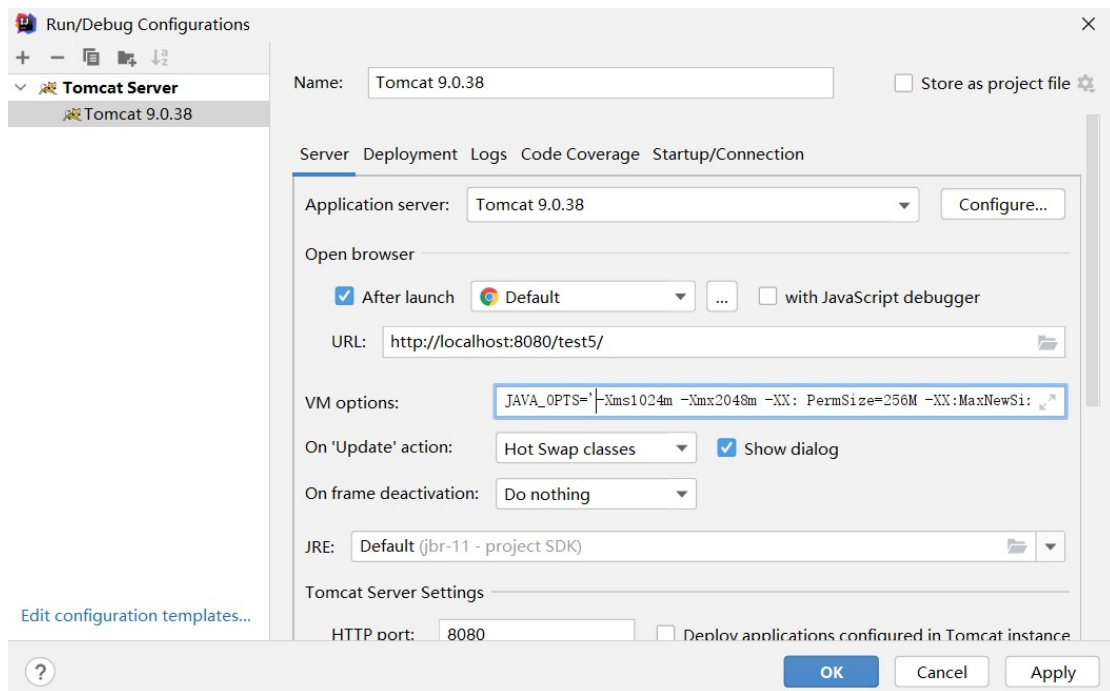 Run/Debug Configurations
Tomcat Server
Tomcat 9.0.38
Name: Tomcat 9.0.38 Store as project file
Server Deployment Logs Code Coverage Startup/Connection
Application server: Tomcat 9.0.38 Configure...
Open browser
After launch Default ... with JavaScript debugger
URL: http://localhost:8080/test5/
VM options: JAVA_OPTS='-Xms1024m -Xmx2048m -XX: PermSize=256M -XX:MaxNewSi:
On 'Update' action: Hot Swap classes Show dialog
On frame deactivation: Do nothing
JRE: Default (jbr-11 - project SDK)
Tomcat Server Settings
HTTP port: 8080 Deploy applications configured in Tomcat instance
Edit configuration templates...
? OK Cancel Apply